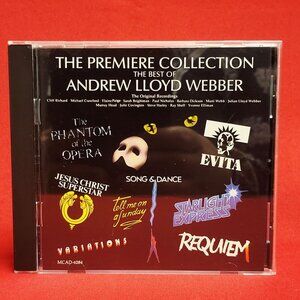 THE PREMIERE COLLECTION
THE BEST OF
ANDREW LLOYD WEBBER
The Original Recordings
Cliff Richard Michael Crawford Elaine Paige Sarah Brightman Paul Nicholas Barbara Dickson Marti Webb Julian Lloyd Webber
Murray Head Julie Covington Steve Harley Ray Shell Yvonne Elliman
The
PHANTOM
of the
OPERA
EVITA
SONG & DANCE
JESUS CHRIST
SUPERSTAR
Tell me on
a Sunday
STARLIGHT
EXPRESS
VARIATIONS
REQUIEM